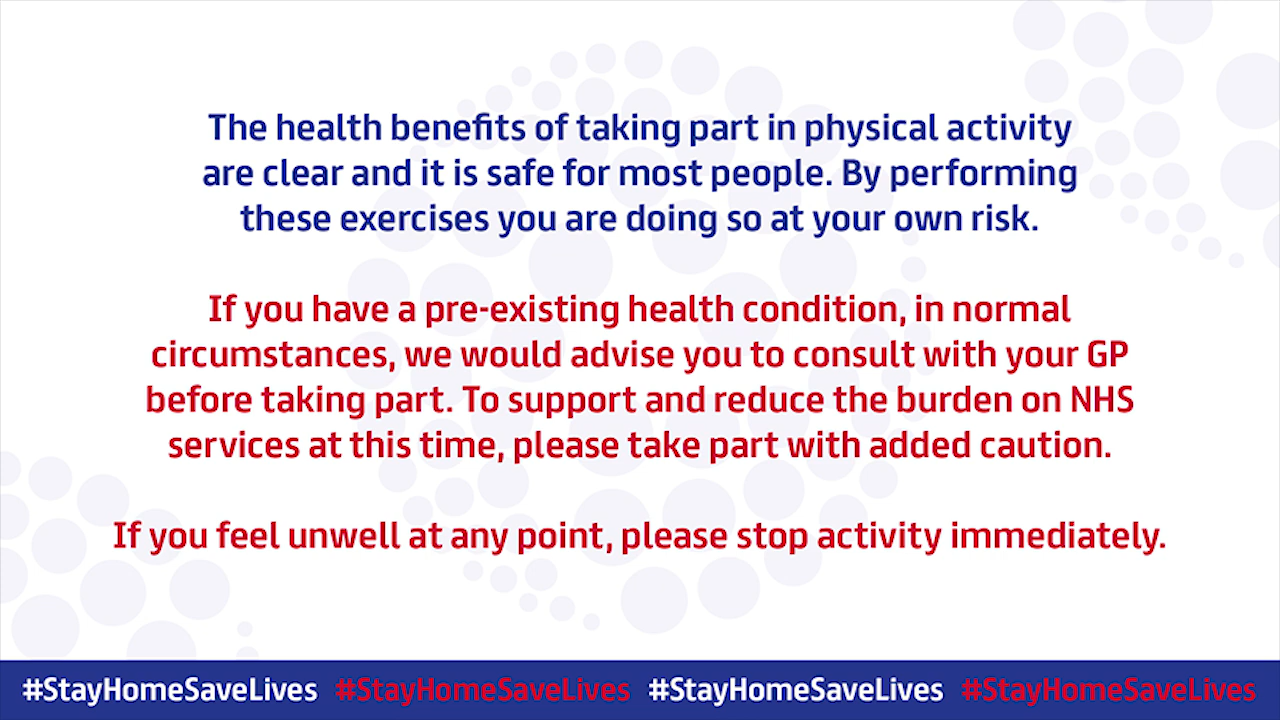 The health benefits of taking part in physical activity
are clear and it is safe for most people. By performing
these exercises you are doing so at your own risk.
If you have a pre-existing health condition, in normal
circumstances, we would advise you to consult with your GP
before taking part. To support and reduce the burden on NHS
services at this time, please take part with added caution.
If you feel unwell at any point, please stop activity immediately.
#StayHomeSaveLives #StayHomeSaveLives #StayHomeSaveLives #StayHomeSaveLives